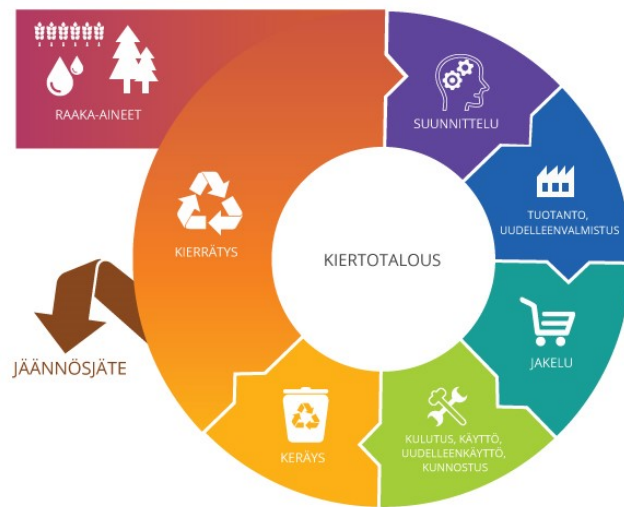 RAAKA-AINEET
SUUNNITTELU
TUOTANTO,
UUDELLEENVALMISTUS
KIERRÄTYS
KIERTOTALOUS
JAKELU
JÄÄNNÖSJÄTE
KERÄYS
KULUTUS, KÄYTTÖ,
UUDELLEENKÄYTTÖ,
KUNNOSTUS